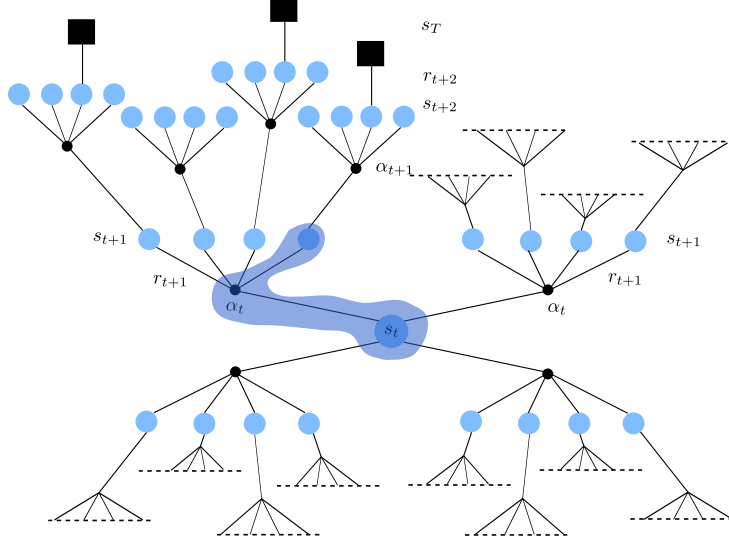 s_T
r_{t+2}
s_{t+2}
α_{t+1}
s_{t+1}
s_{t+1}
r_{t+1}
r_{t+1}
α_t
α_t
s_t